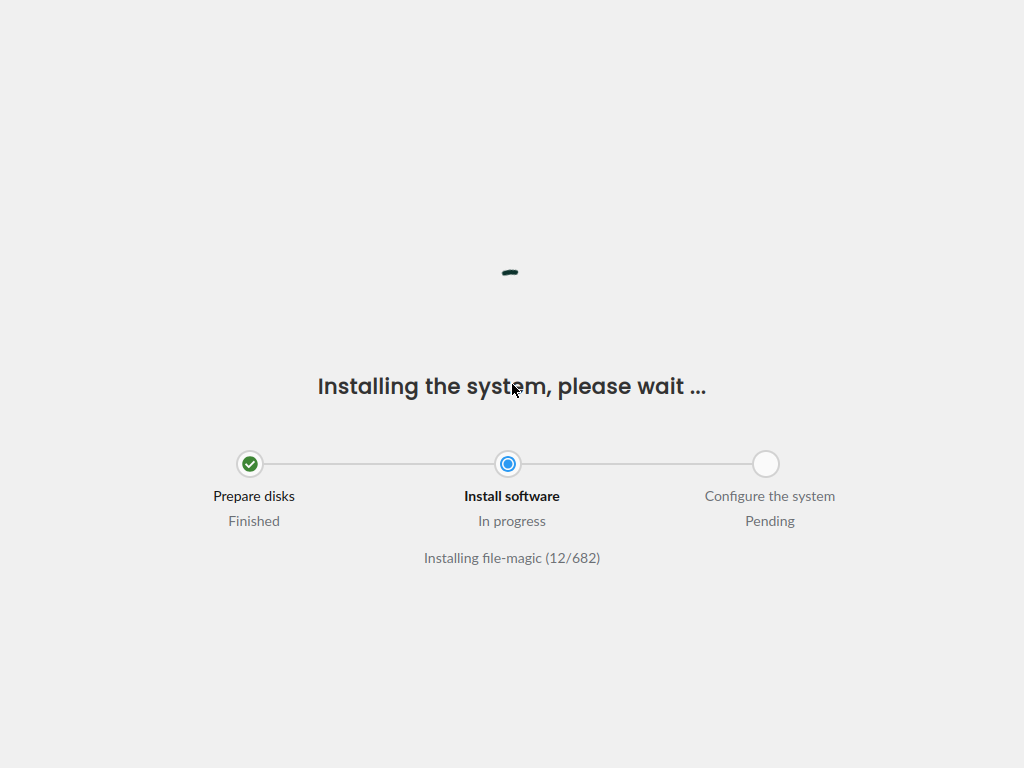 Installing the system, please wait ...
Prepare disks
Finished
Install software
In progress
Configure the system
Pending
Installing file-magic (12/682)